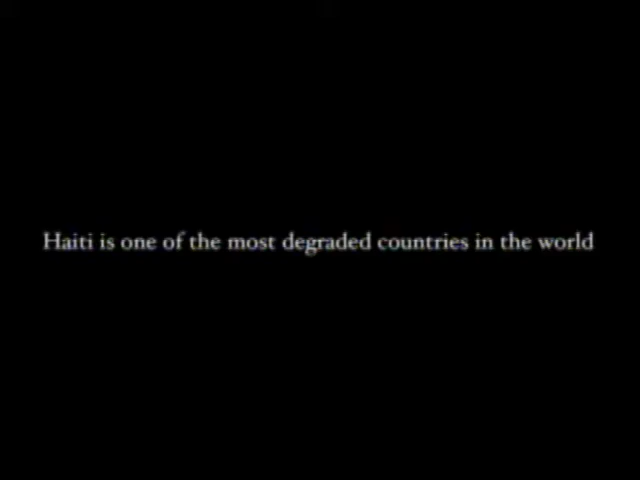 Haiti is one of the most degraded countries in the world